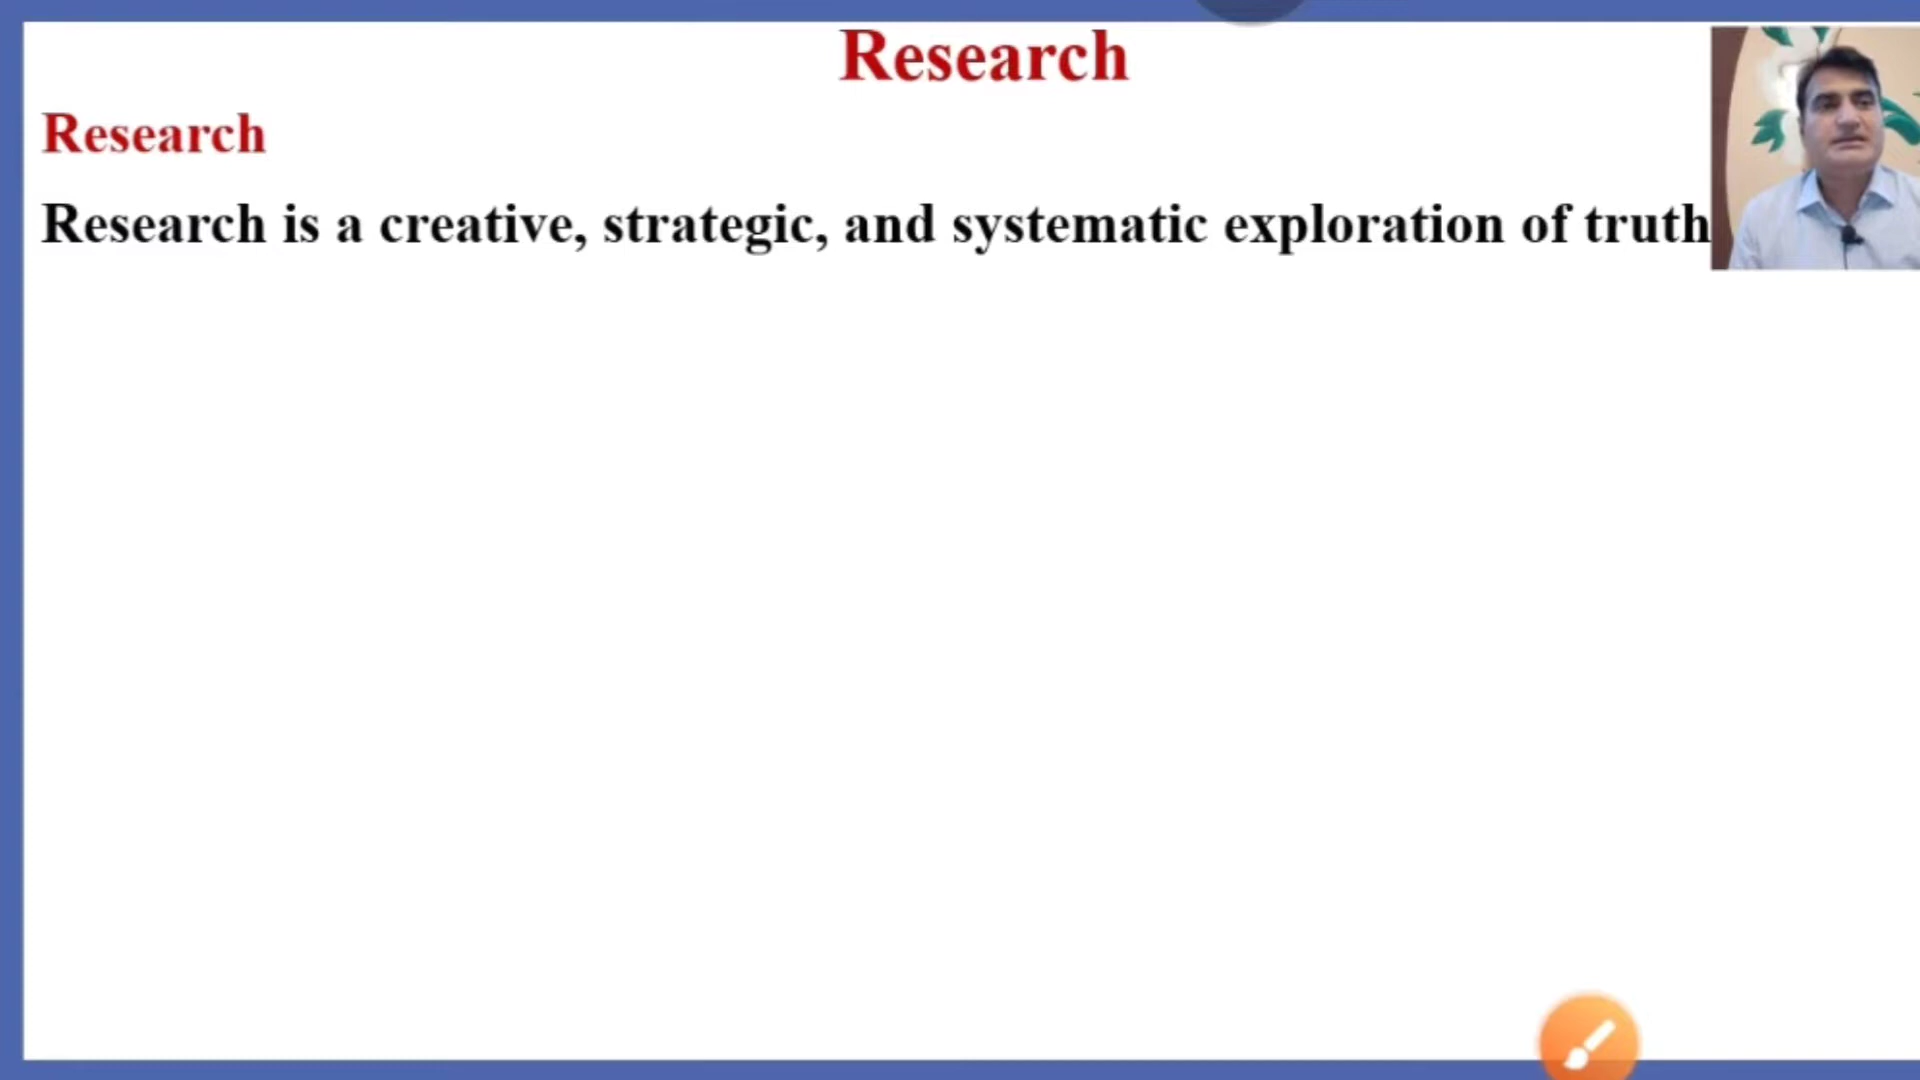 Research
Research
Research is a creative, strategic, and systematic exploration of truth